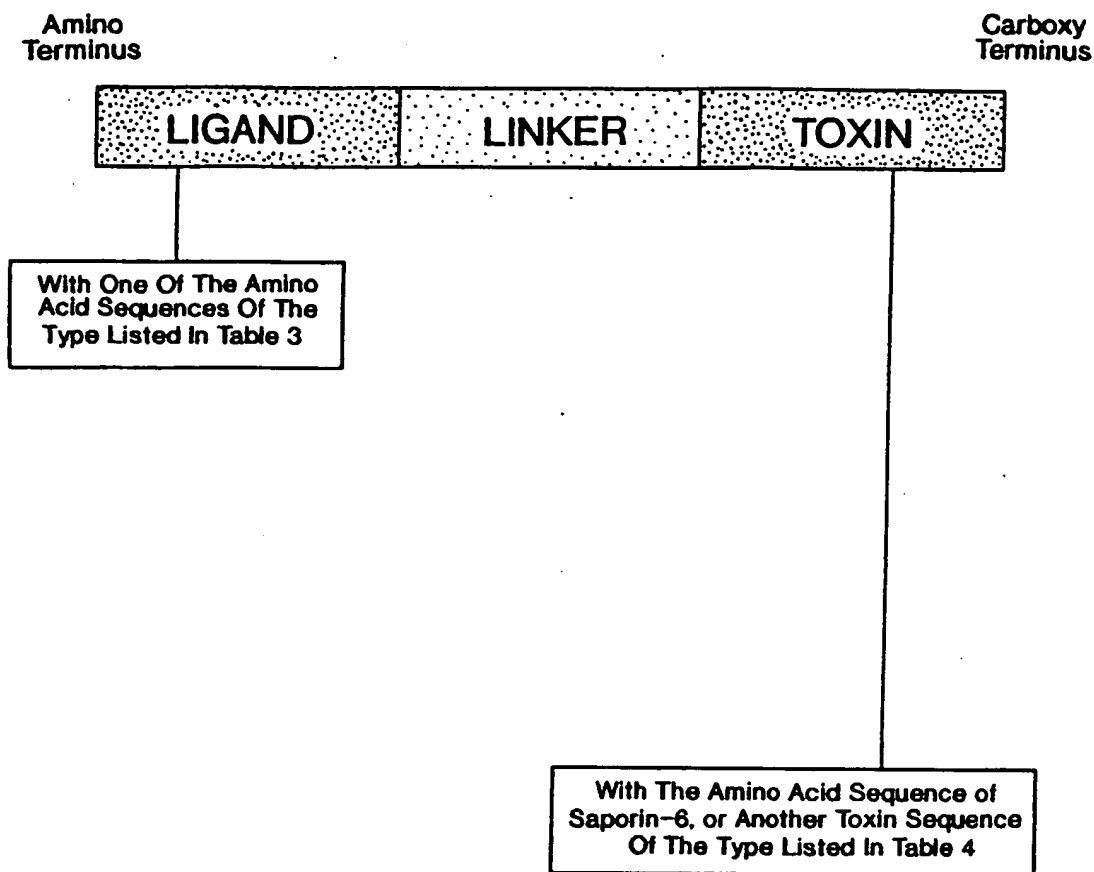 Amino
Terminus
Carboxy
Terminus
LIGAND
LINKER
TOXIN
With One Of The Amino
Acid Sequences Of The
Type Listed In Table 3
With The Amino Acid Sequence of
Saporin-6, or Another Toxin Sequence
Of The Type Listed In Table 4